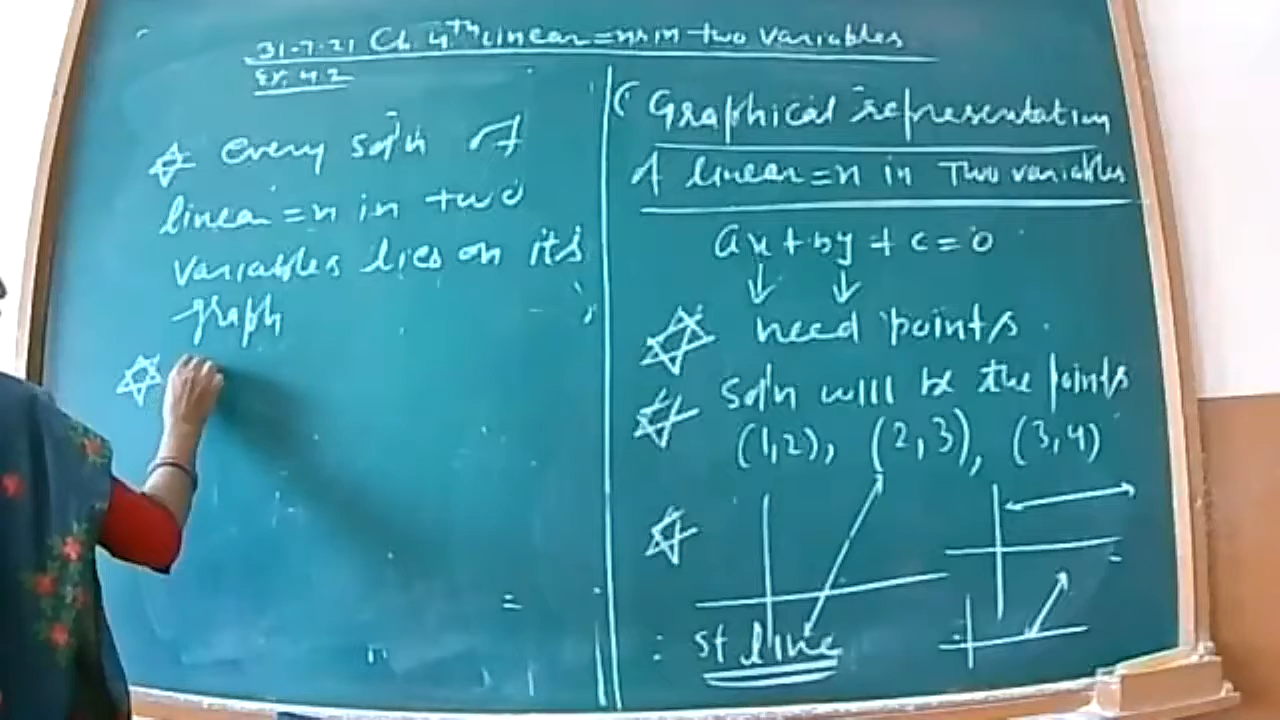 31-7-21 Ch 4th Linear =ns in two variables
Ex. 4.2
every soln of
linear =n in two
variables lies on its
graph
Graphical representation
of linear =n in Two variables
ax + by + c = 0
need points.
soln will be the points
(1,2), (2,3), (3,4)
: st line